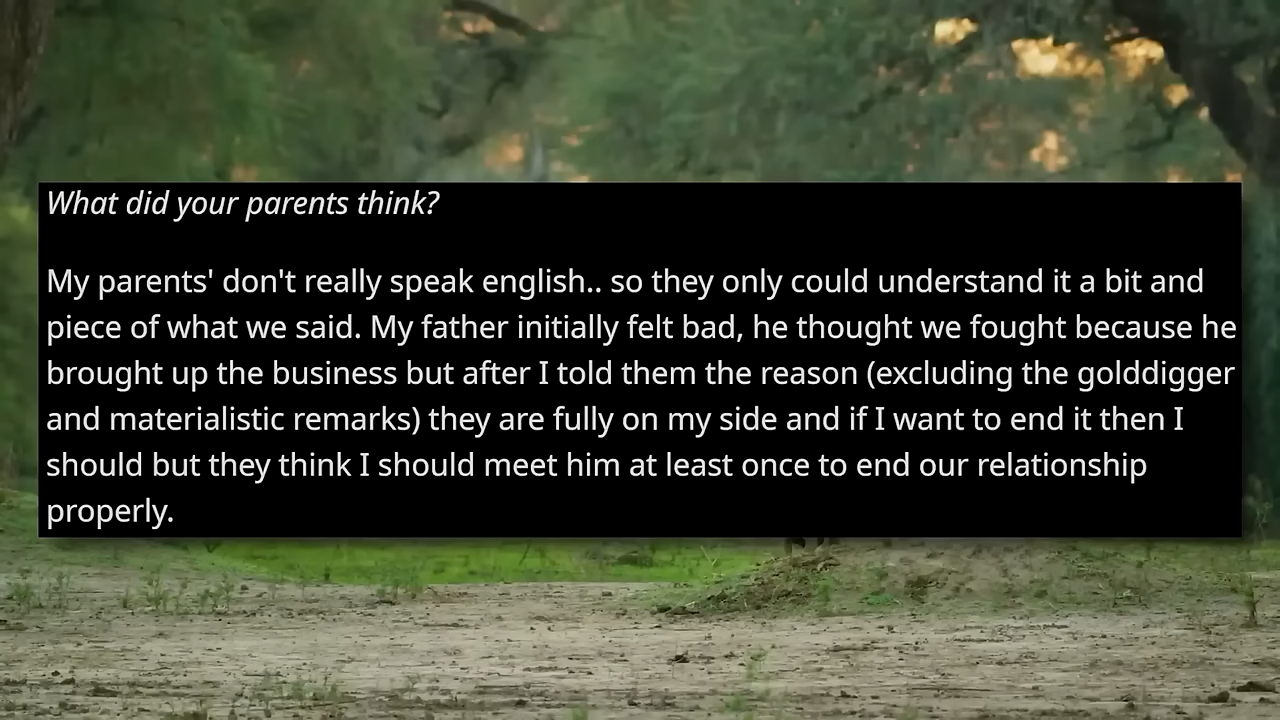 What did your parents think?
My parents' don't really speak english.. so they only could understand it a bit and
piece of what we said. My father initially felt bad, he thought we fought because he
brought up the business but after I told them the reason (excluding the golddigger
and materialistic remarks) they are fully on my side and if I want to end it then I
should but they think I should meet him at least once to end our relationship
properly.